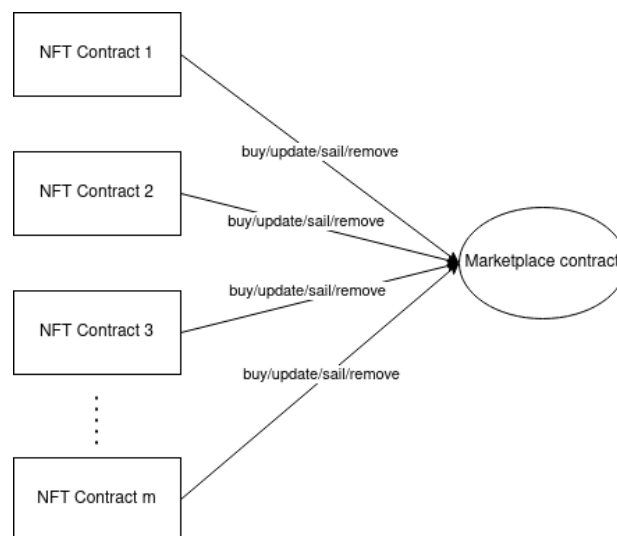 NFT Contract 1
buy/update/sail/remove
NFT Contract 2
buy/update/sail/remove
Marketplace contract
buy/update/sail/remove
NFT Contract 3
buy/update/sail/remove
NFT Contract m